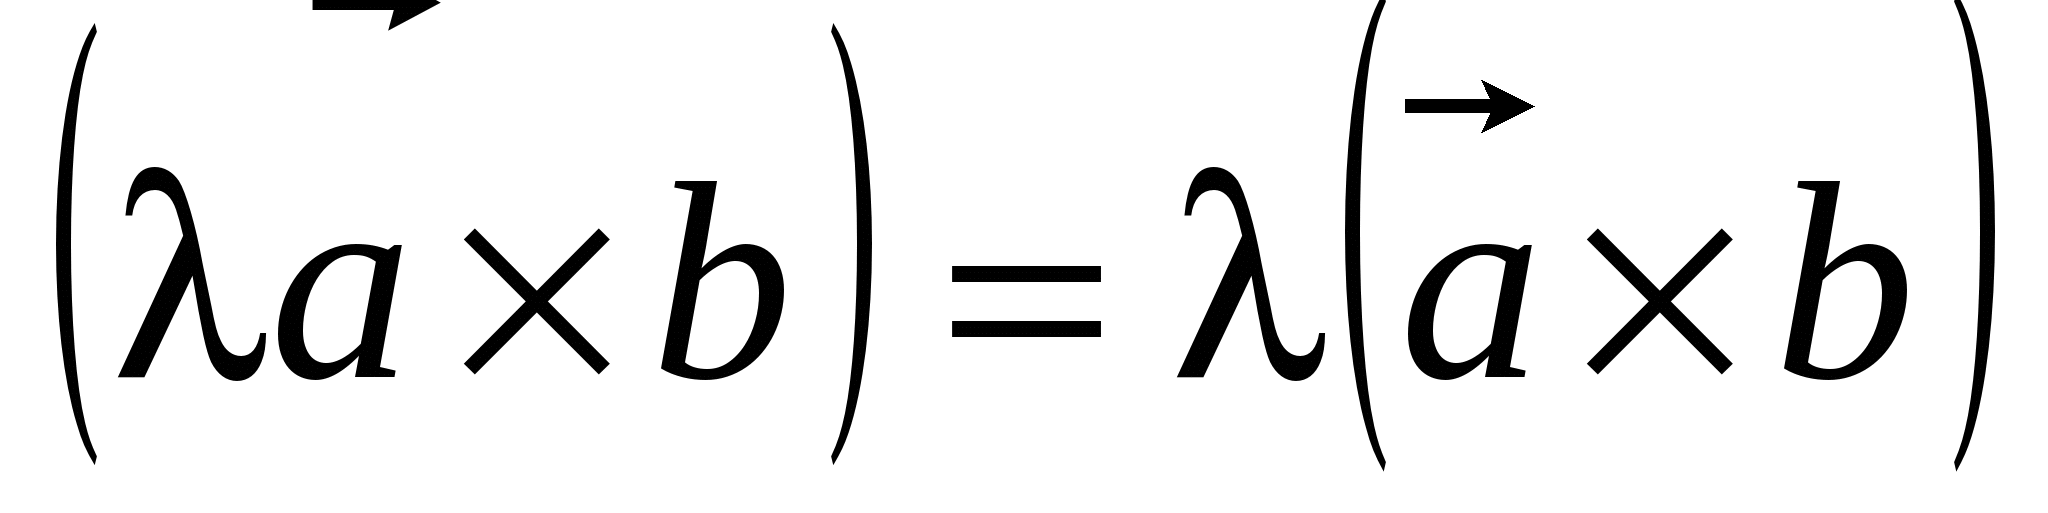 (λa⃗ × b) = λ(a⃗ × b)